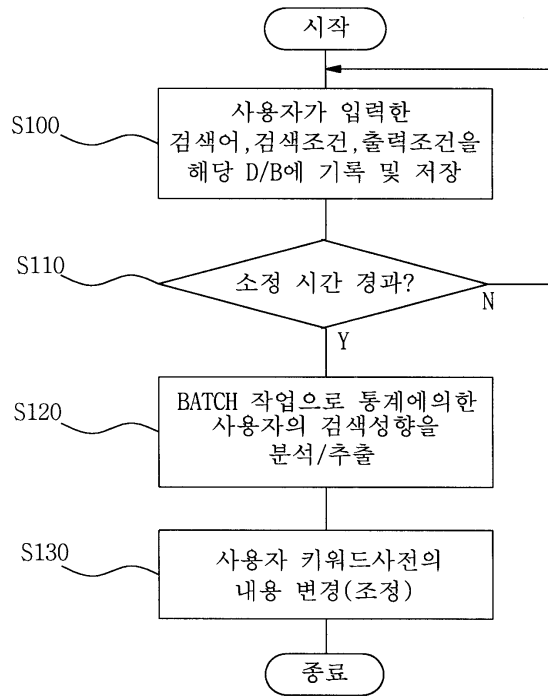 시작
S100
사용자가 입력한
검색어,검색조건,출력조건을
해당 D/B에 기록 및 저장
S110
소정 시간 경과?
N
Y
S120
BATCH 작업으로 통계에의한
사용자의 검색성향을
분석/추출
S130
사용자 키워드사전의
내용 변경(조정)
종료